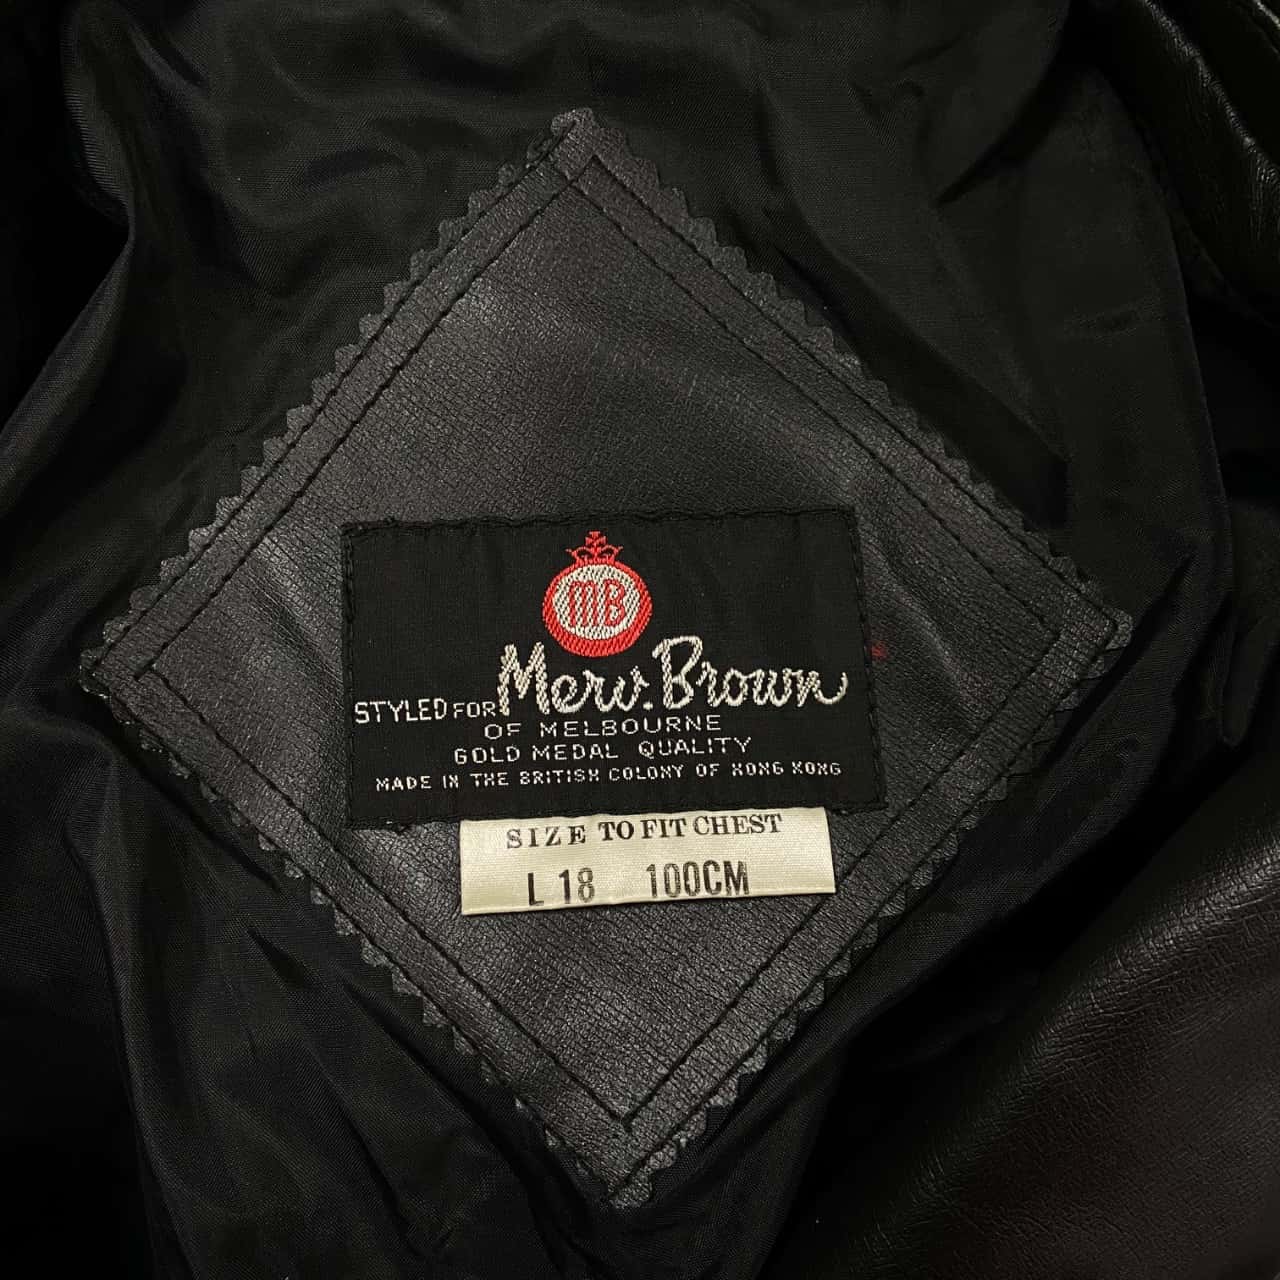 MB
STYLED FOR Merv. Brown
OF MELBOURNE
GOLD MEDAL QUALITY
MADE IN THE BRITISH COLONY OF HONG KONG
SIZE TO FIT CHEST
L 18 100CM